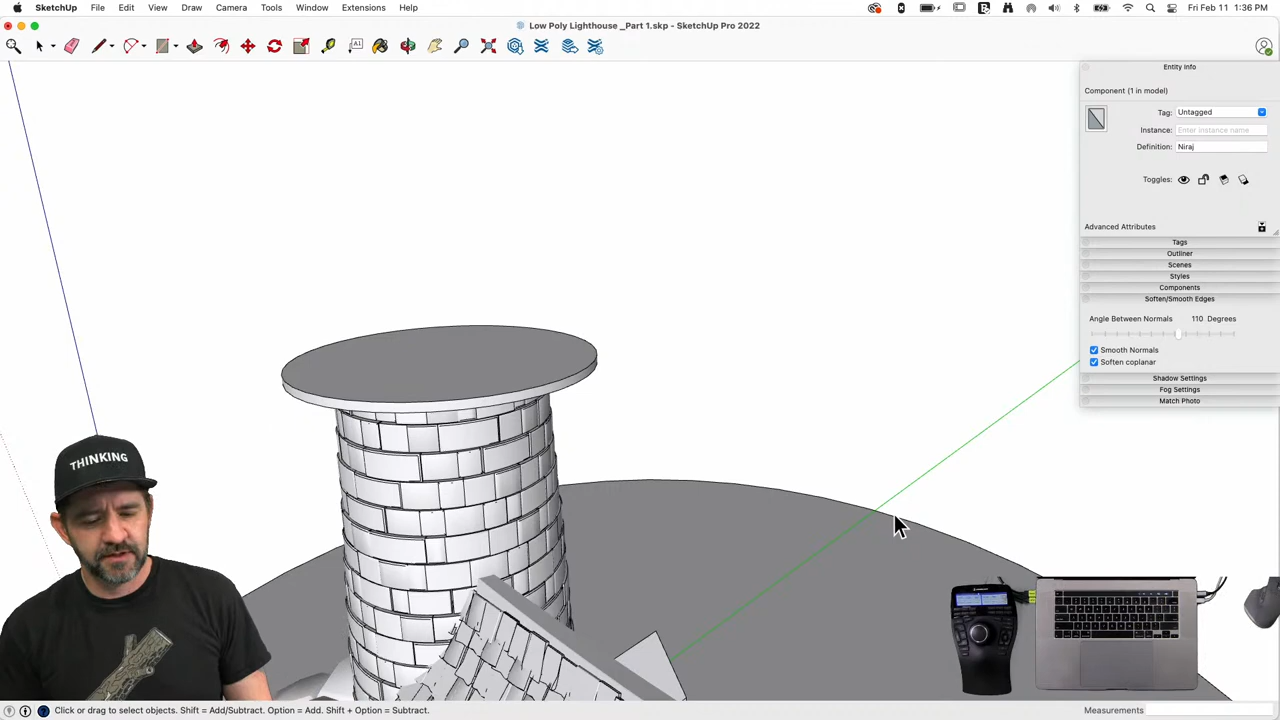 SketchUp File Edit View Draw Camera Tools Window Extensions Help
Fri Feb 11 1:36 PM
Low Poly Lighthouse _Part 1.skp - SketchUp Pro 2022
Entity Info
Component (1 in model)
Tag: Untagged
Instance: Enter instance name
Definition: Niraj
Toggles:
Advanced Attributes
Tags
Outliner
Scenes
Styles
Components
Soften/Smooth Edges
Angle Between Normals 110 Degrees
Smooth Normals
Soften coplanar
Shadow Settings
Fog Settings
Match Photo
THINKING
Click or drag to select objects. Shift = Add/Subtract. Option = Add. Shift + Option = Subtract.
Measurements